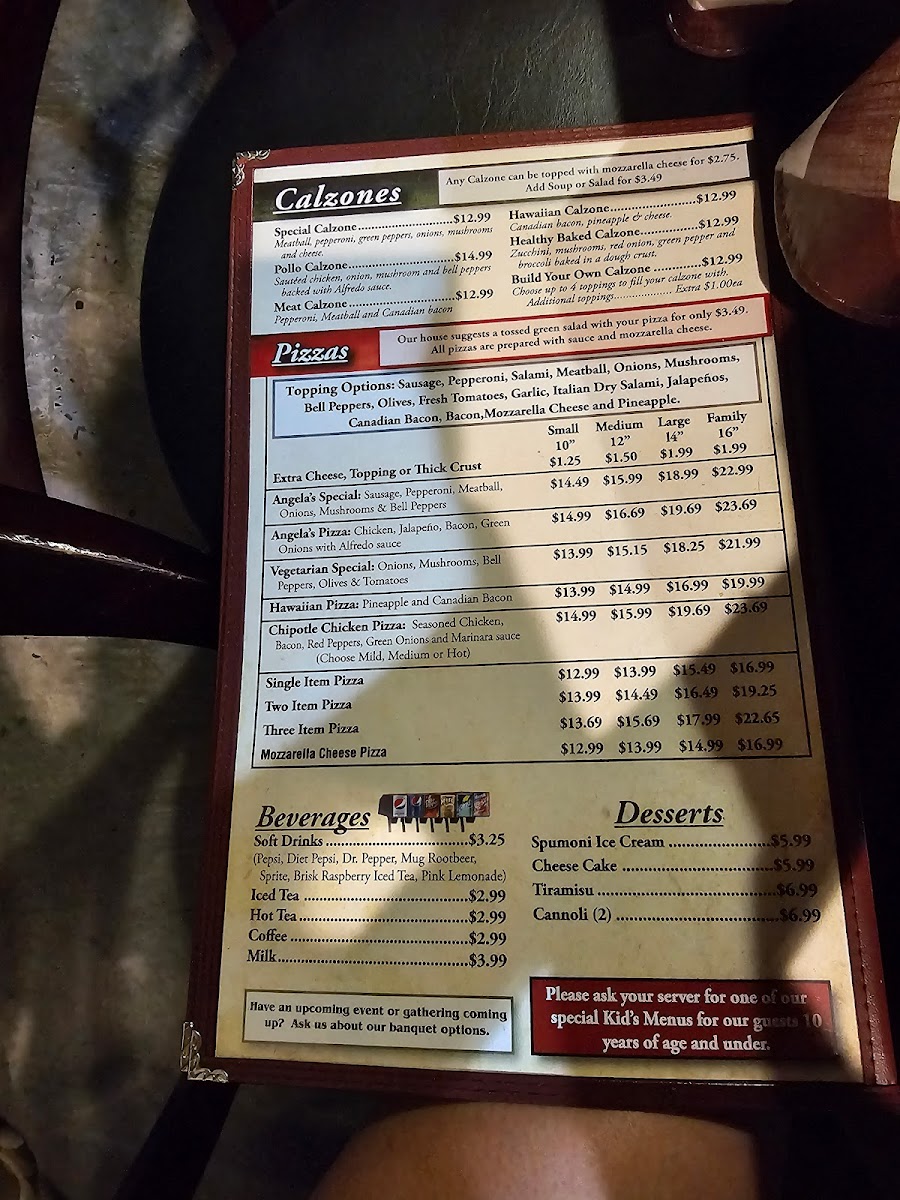 Calzones
Any Calzone can be topped with mozzarella cheese for $2.75.
Add Soup or Salad for $3.49
Special Calzone..............................$12.99
Meatball, pepperoni, green peppers, onions, mushrooms
and cheese.
Pollo Calzone..............................$14.99
Sautéed chicken, onion, mushroom and bell peppers
backed with Alfredo sauce.
Meat Calzone..............................$12.99
Pepperoni, Meatball and Canadian bacon
Hawaiian Calzone..............................$12.99
Canadian bacon, pineapple & cheese.
Healthy Baked Calzone..............................$12.99
Zucchini, mushrooms, red onion, green pepper and
broccoli baked in a dough crust.
Build Your Own Calzone ..............................$12.99
Choose up to 4 toppings to fill your calzone with.
Additional toppings.............................. Extra $1.00ea
Pizzas
Our house suggests a tossed green salad with your pizza for only $3.49.
All pizzas are prepared with sauce and mozzarella cheese.
Topping Options: Sausage, Pepperoni, Salami, Meatball, Onions, Mushrooms,
Bell Peppers, Olives, Fresh Tomatoes, Garlic, Italian Dry Salami, Jalapeños,
Canadian Bacon, Bacon,Mozzarella Cheese and Pineapple.
Small Medium Large Family
10" 12" 14" 16"
Extra Cheese, Topping or Thick Crust $1.25 $1.50 $1.99 $1.99
Angela's Special: Sausage, Pepperoni, Meatball, $14.49 $15.99 $18.99 $22.99
Onions, Mushrooms & Bell Peppers
Angela's Pizza: Chicken, Jalapeño, Bacon, Green $14.99 $16.69 $19.69 $23.69
Onions with Alfredo sauce
Vegetarian Special: Onions, Mushrooms, Bell $13.99 $15.15 $18.25 $21.99
Peppers, Olives & Tomatoes
Hawaiian Pizza: Pineapple and Canadian Bacon $13.99 $14.99 $16.99 $19.99
Chipotle Chicken Pizza: Seasoned Chicken, $14.99 $15.99 $19.69 $23.69
Bacon, Red Peppers, Green Onions and Marinara sauce
(Choose Mild, Medium or Hot)
Single Item Pizza $12.99 $13.99 $15.49 $16.99
Two Item Pizza $13.99 $14.49 $16.49 $19.25
Three Item Pizza $13.69 $15.69 $17.99 $22.65
Mozzarella Cheese Pizza $12.99 $13.99 $14.99 $16.99
Beverages
Soft Drinks..............................$3.25
(Pepsi, Diet Pepsi, Dr. Pepper, Mug Rootbeer,
Sprite, Brisk Raspberry Iced Tea, Pink Lemonade)
Iced Tea ..............................$2.99
Hot Tea..............................$2.99
Coffee ..............................$2.99
Milk..............................$3.99
Desserts
Spumoni Ice Cream ..............................$5.99
Cheese Cake ..............................$5.99
Tiramisu ..............................$6.99
Cannoli (2) ..............................$6.99
Have an upcoming event or gathering coming
up? Ask us about our banquet options.
Please ask your server for one of our
special Kid's Menus for our guests 10
years of age and under.